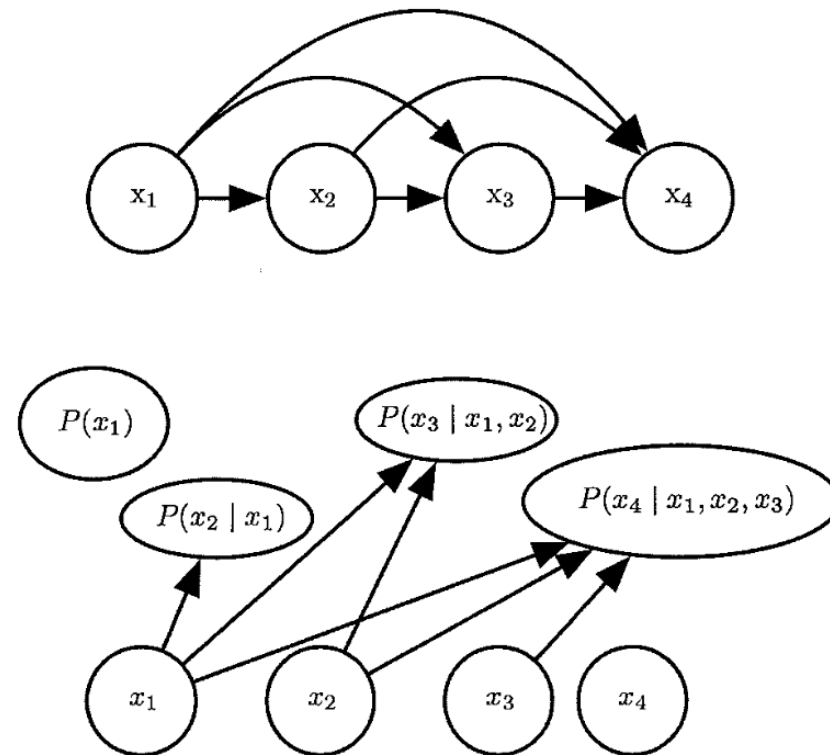 x₁ x₂ x₃ x₄
P(x₁)
P(x₃ | x₁, x₂)
P(x₂ | x₁)
P(x₄ | x₁, x₂, x₃)
x₁ x₂ x₃ x₄